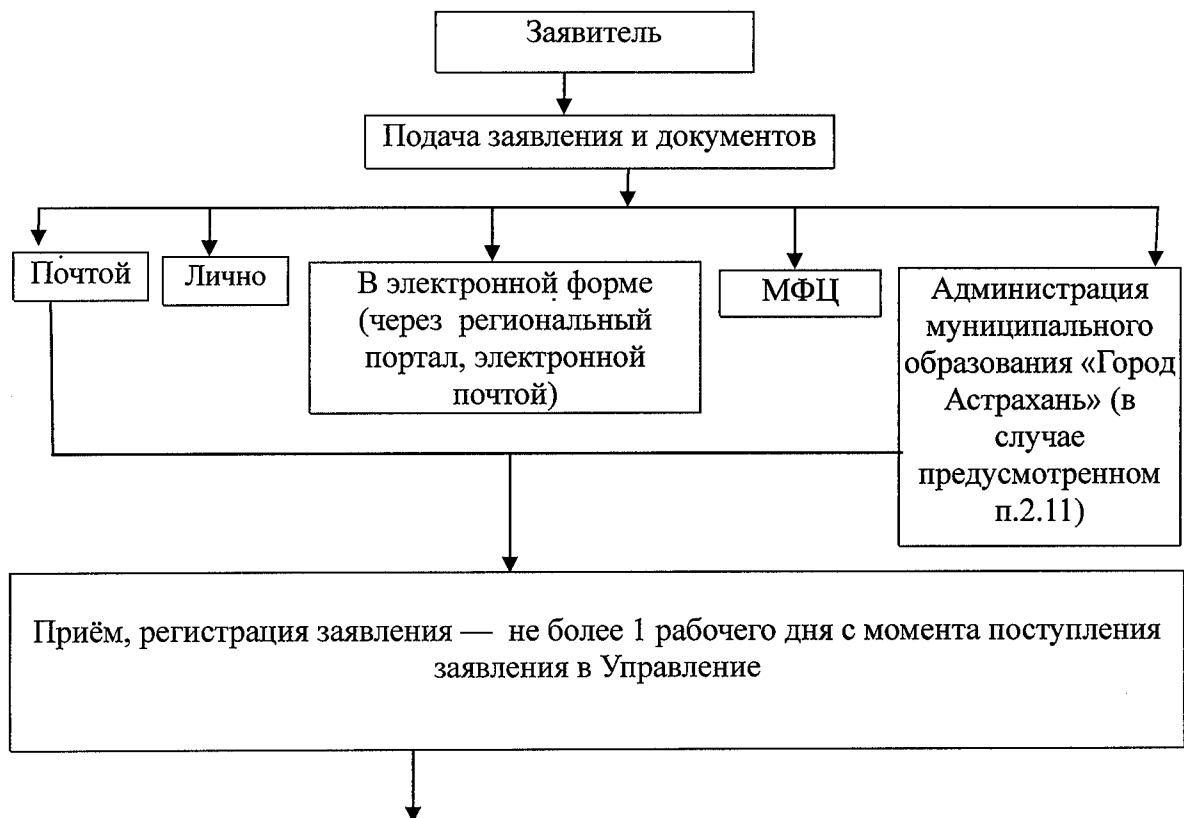 Заявитель
Подача заявления и документов
Почтой
Лично
В электронной форме
(через региональный
портал, электронной
почтой)
МФЦ
Администрация
муниципального
образования «Город
Астрахань» (в
случае
предусмотренном
п.2.11)
Приём, регистрация заявления — не более 1 рабочего дня с момента поступления
заявления в Управление